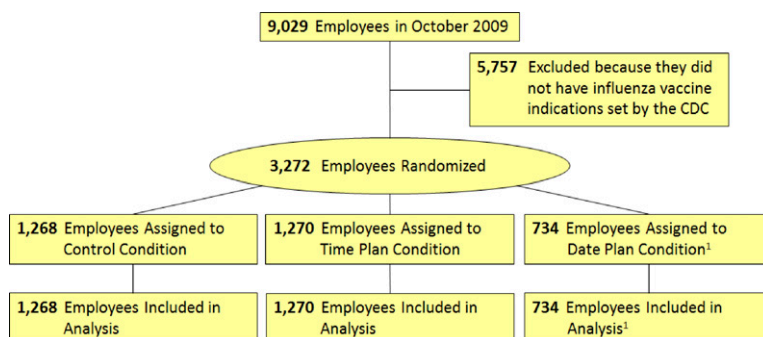 9,029 Employees in October 2009
5,757 Excluded because they did
not have influenza vaccine
indications set by the CDC
3,272 Employees Randomized
1,268 Employees Assigned to
Control Condition
1,270 Employees Assigned to
Time Plan Condition
734 Employees Assigned to
Date Plan Condition¹
1,268 Employees Included in
Analysis
1,270 Employees Included in
Analysis
734 Employees Included in
Analysis¹